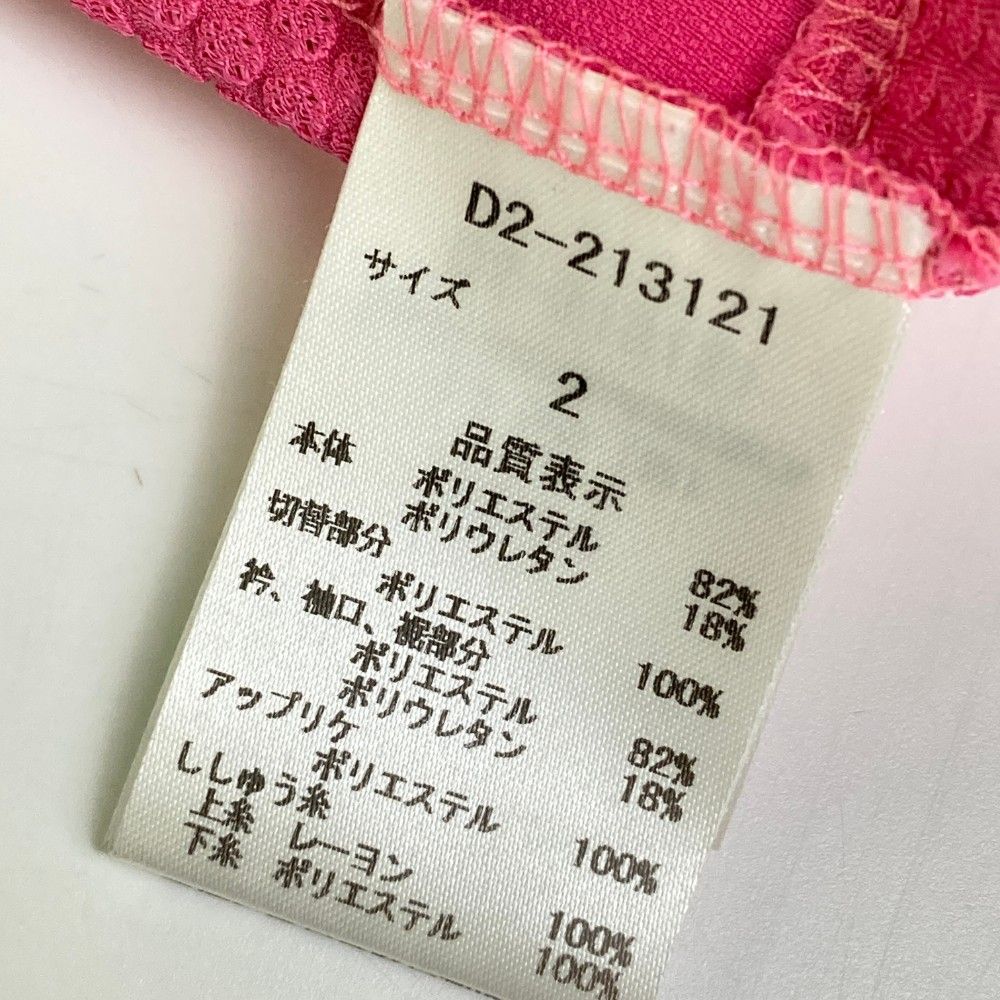 D2-213121
サイズ
2
品質表示
本体
ポリエステル 82%
ポリウレタン 18%
切替部分
ポリエステル 100%
衿、袖口、裾部分
ポリエステル 82%
ポリウレタン 18%
アップリケ
ポリエステル 100%
ししゅう糸
上糸 レーヨン 100%
下糸 ポリエステル 100%